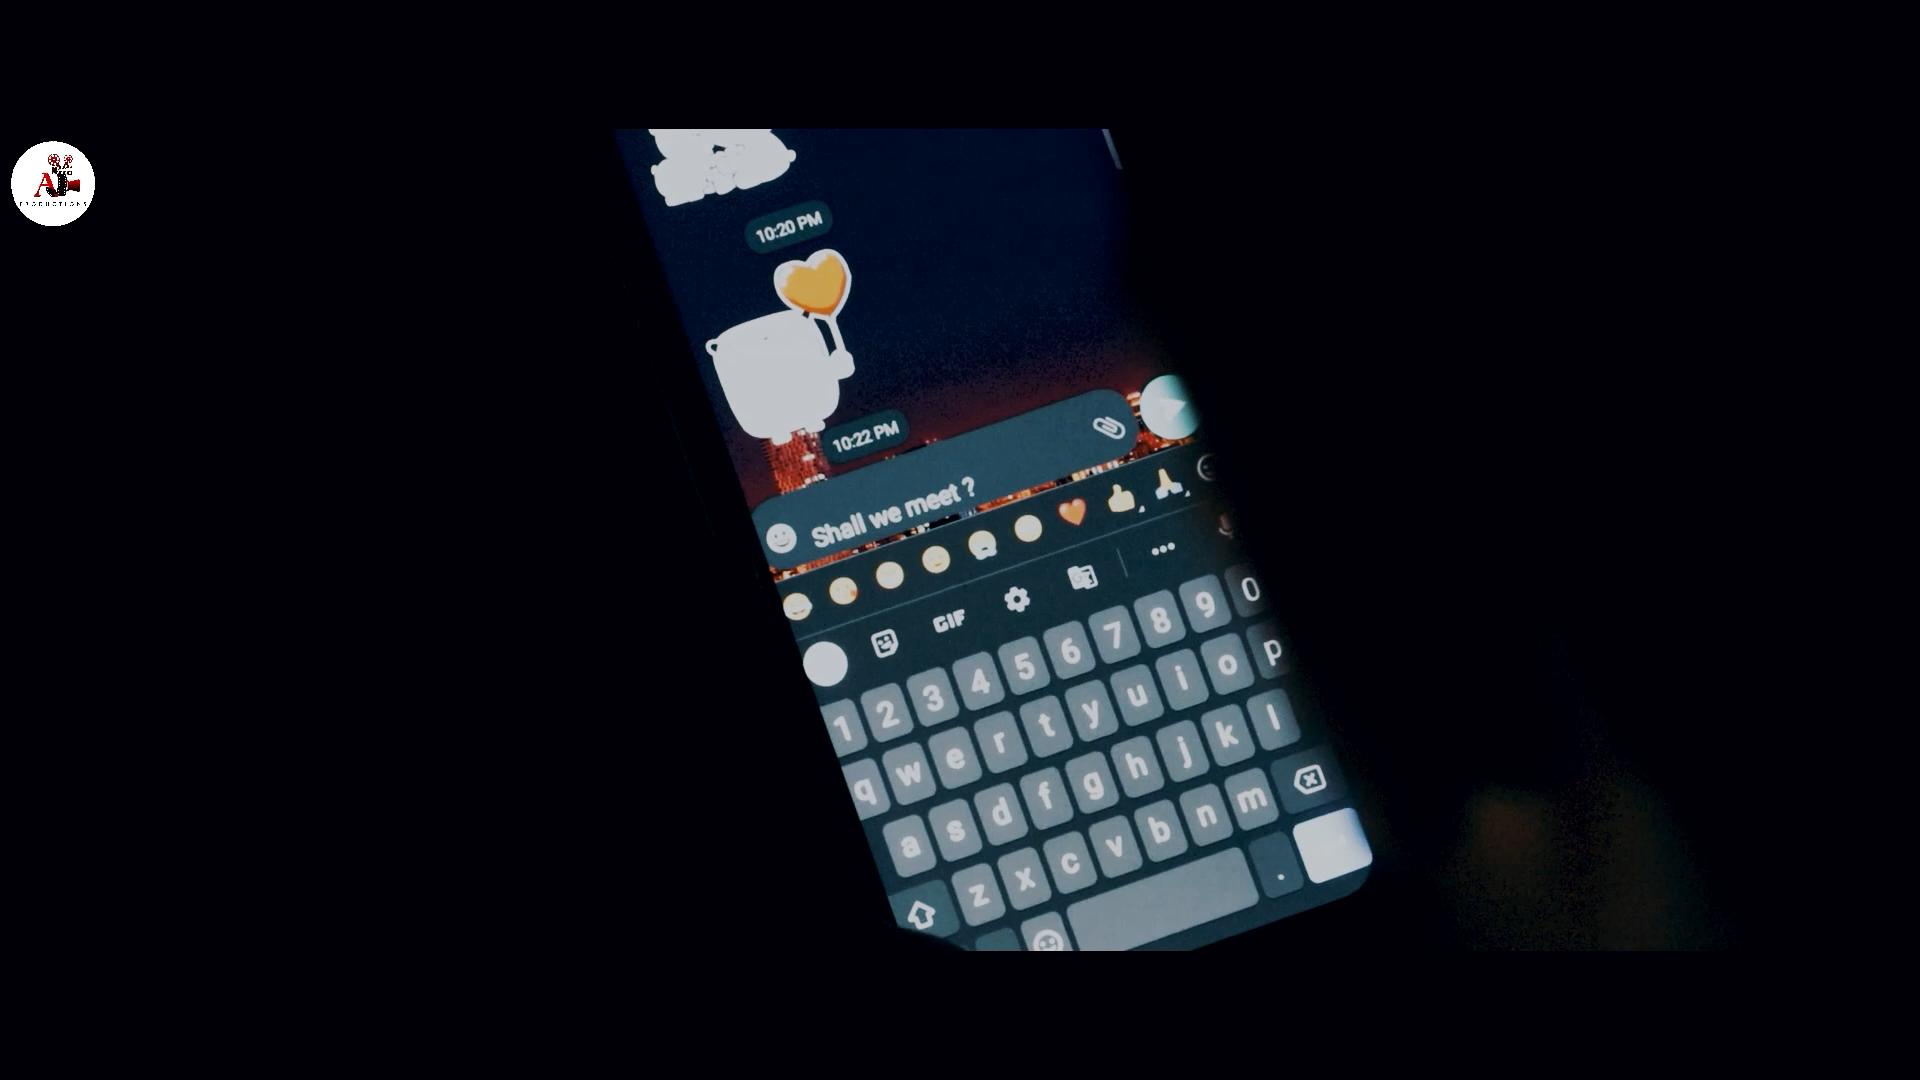 10:20 PM
10:22 PM
Shall we meet ?
GIF
1 2 3 4 5 6 7 8 9 0
q w e r t y u i o p
a s d f g h j k l
z x c v b n m
.
PRODUCTIONS